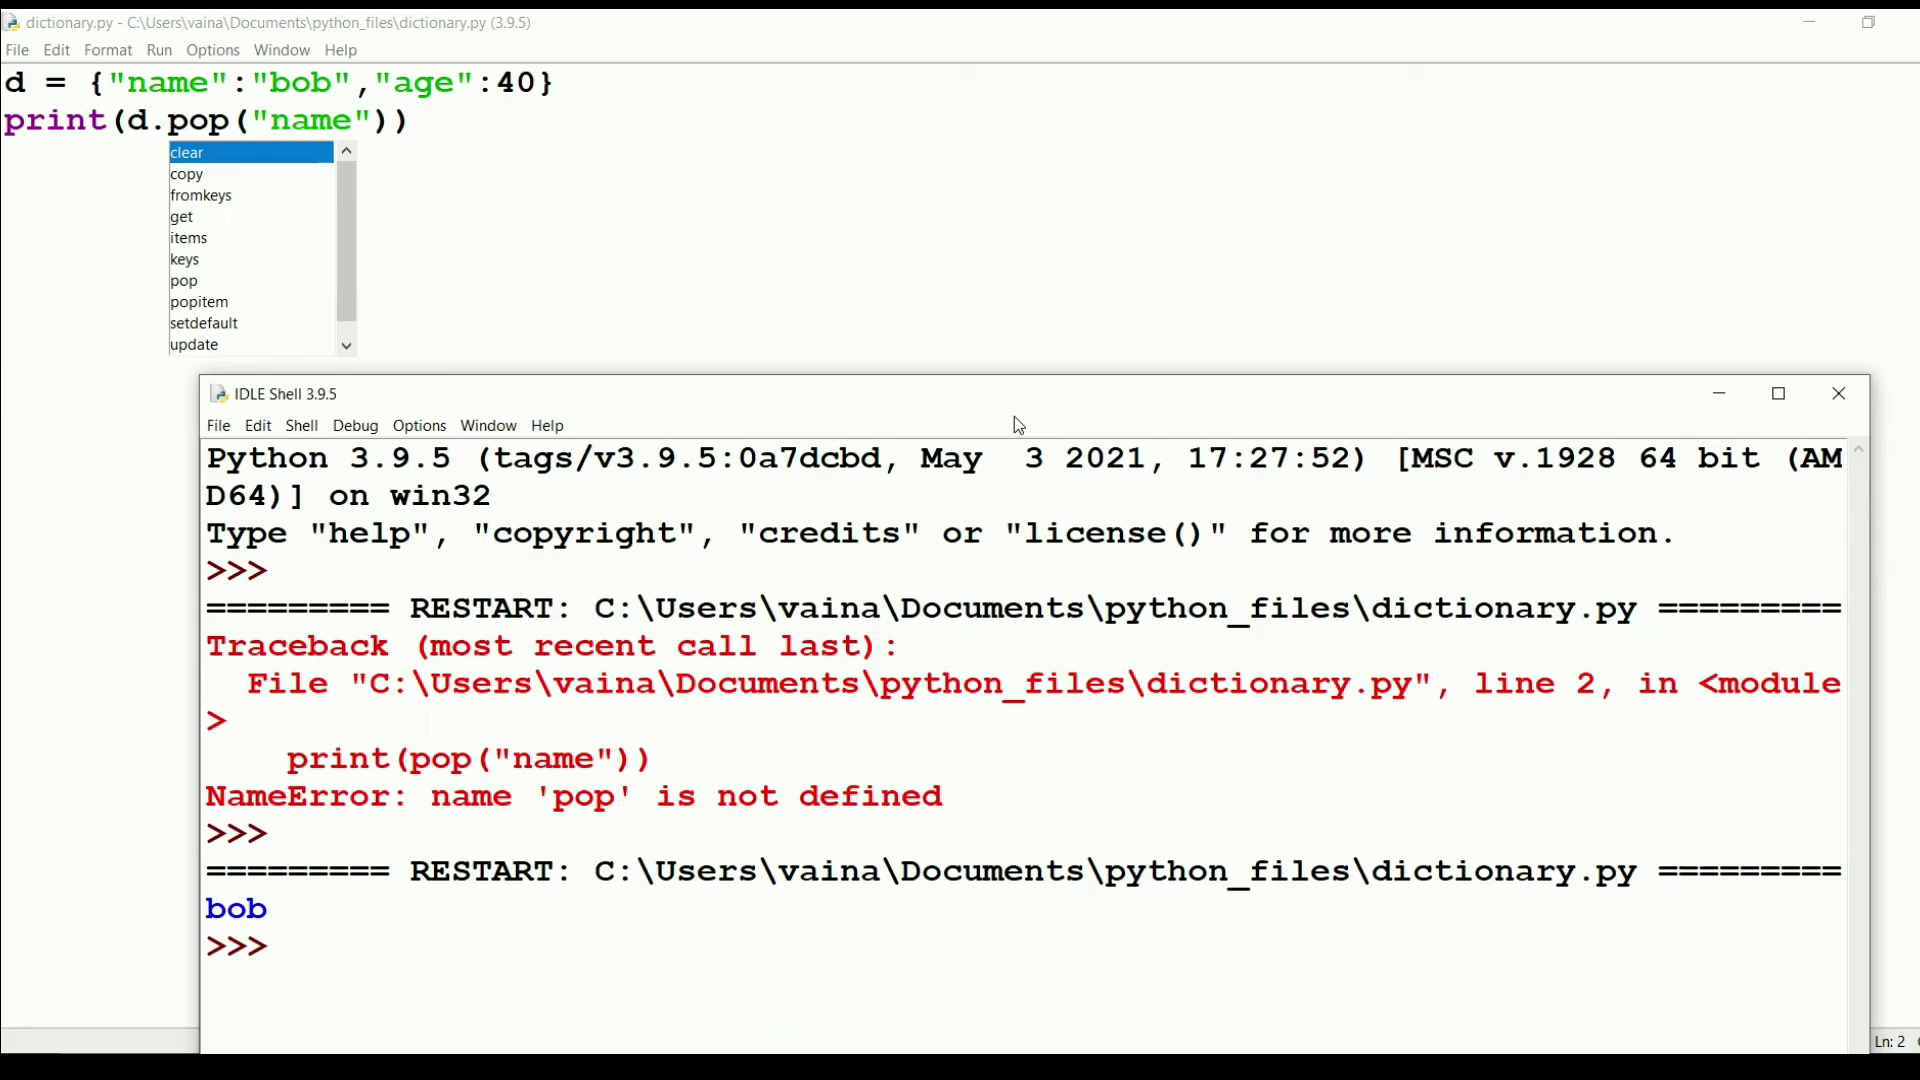 dictionary.py - C:\Users\vaina\Documents\python_files\dictionary.py (3.9.5)
File Edit Format Run Options Window Help
d = {"name":"bob","age":40}
print(d.pop("name"))
clear
copy
fromkeys
get
items
keys
pop
popitem
setdefault
update
IDLE Shell 3.9.5
File Edit Shell Debug Options Window Help
Python 3.9.5 (tags/v3.9.5:0a7dcbd, May  3 2021, 17:27:52) [MSC v.1928 64 bit (AM
D64)] on win32
Type "help", "copyright", "credits" or "license()" for more information.
>>>
========= RESTART: C:\Users\vaina\Documents\python_files\dictionary.py =========
Traceback (most recent call last):
  File "C:\Users\vaina\Documents\python_files\dictionary.py", line 2, in <module
>
    print(pop("name"))
NameError: name 'pop' is not defined
>>>
========= RESTART: C:\Users\vaina\Documents\python_files\dictionary.py =========
bob
>>>
Ln: 2